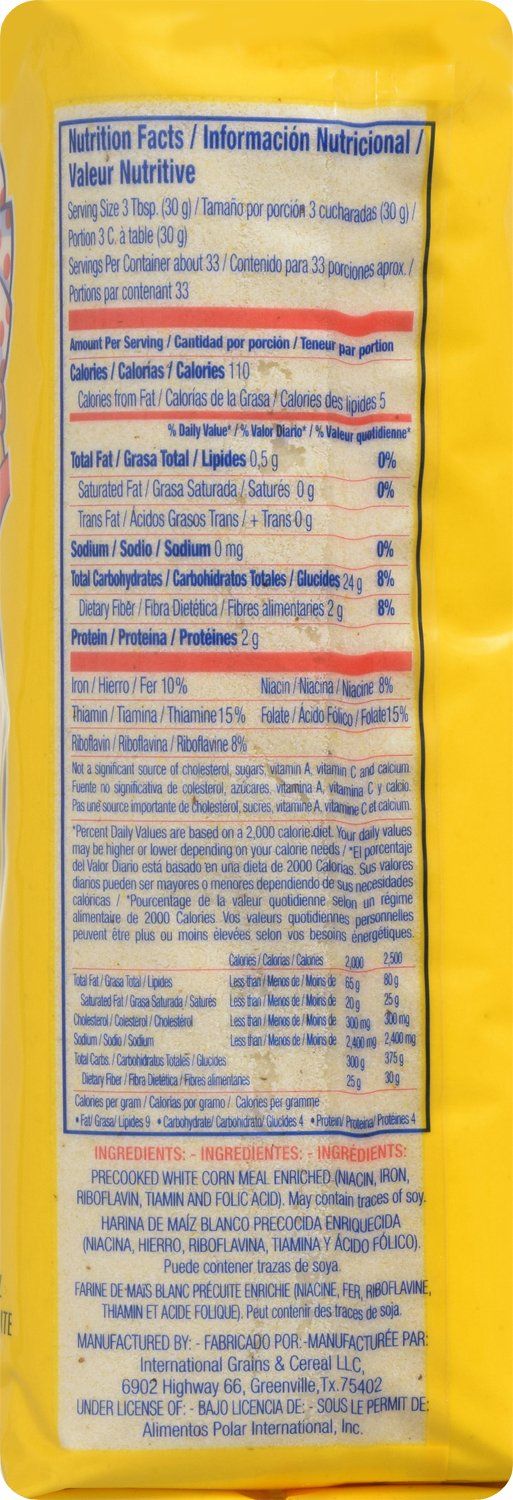 Nutrition Facts / Información Nutricional /
Valeur Nutritive
Serving Size 3 Tbsp. (30 g) / Tamaño por porción 3 cucharadas (30 g) /
Portion 3 C. à table (30 g)
Servings Per Container about 33 / Contenido para 33 porciones aprox. /
Portions par contenant 33
Amount Per Serving / Cantidad por porción / Teneur par portion
Calories / Calorías / Calories 110
Calories from Fat / Calorías de la Grasa / Calories des lipides 5
% Daily Value* / % Valor Diario* / % Valeur quotidienne*
Total Fat / Grasa Total / Lipides 0,5 g 0%
Saturated Fat / Grasa Saturada / Saturés 0 g 0%
Trans Fat / Ácidos Grasos Trans / + Trans 0 g
Sodium / Sodio / Sodium 0 mg 0%
Total Carbohydrates / Carbohidratos Totales / Glucides 24 g 8%
Dietary Fiber / Fibra Dietética / Fibres alimentaries 2 g 8%
Protein / Proteina / Protéines 2 g
Iron / Hierro / Fer 10% Niacin / Niacina / Niacine 8%
Thiamin / Tiamina / Thiamine 15% Folate / Ácido Fólico / Folate 15%
Riboflavin / Riboflavina / Riboflavine 8%
Not a significant source of cholesterol, sugars, vitamin A, vitamin C and calcium.
Fuente no significativa de colesterol, azúcares, vitamina A, vitamina C y calcio.
Pas une source importante de cholestérol, sucres, vitamine A, vitamine C et calcium.
*Percent Daily Values are based on a 2,000 calorie diet. Your daily values
may be higher or lower depending on your calorie needs / *El porcentaje
del Valor Diario está basado en una dieta de 2000 Calorías. Sus valores
diarios pueden ser mayores o menores dependiendo de sus necesidades
calóricas / *Pourcentage de la valeur quotidienne selon un régime
alimentaire de 2000 Calories. Vos valeurs quotidiennes personnelles
peuvent être plus ou moins élevées selon vos besoins énergétiques.
Calories / Calorías / Calories 2,000 2,500
Total Fat / Grasa Total / Lipides Less than / Menos de / Moins de 65 g 80 g
Saturated Fat / Grasa Saturada / Saturés Less than / Menos de / Moins de 20 g 25 g
Cholesterol / Colesterol / Cholestérol Less than / Menos de / Moins de 300 mg 300 mg
Sodium / Sodio / Sodium Less than / Menos de / Moins de 2,400 mg 2,400 mg
Total Carbs. / Carbohidratos Totales / Glucides 300 g 375 g
Dietary Fiber / Fibra Dietética / Fibres alimentaries 25 g 30 g
Calories per gram / Calorías por gramo / Calories per gramme
• Fat/ Grasa/ Lipides 9 • Carbohydrate/ Carbohidrato/ Glucides 4 • Protein/ Proteina/ Protéines 4
INGREDIENTS: - INGREDIENTES: - INGRÉDIENTS:
PRECOOKED WHITE CORN MEAL ENRICHED (NIACIN, IRON,
RIBOFLAVIN, TIAMIN AND FOLIC ACID). May contain traces of soy.
HARINA DE MAÍZ BLANCO PRECOCIDA ENRIQUECIDA
(NIACINA, HIERRO, RIBOFLAVINA, TIAMINA Y ÁCIDO FÓLICO).
Puede contener trazas de soya.
FARINE DE MAÏS BLANC PRÉCUITE ENRICHIE (NIACINE, FER, RIBOFLAVINE,
THIAMIN ET ACIDE FOLIQUE). Peut contenir des traces de soja.
MANUFACTURED BY: - FABRICADO POR: -MANUFACTURÉE PAR:
International Grains & Cereal LLC,
6902 Highway 66, Greenville,Tx.75402
UNDER LICENSE OF: - BAJO LICENCIA DE: - SOUS LE PERMIT DE:
Alimentos Polar International, Inc.